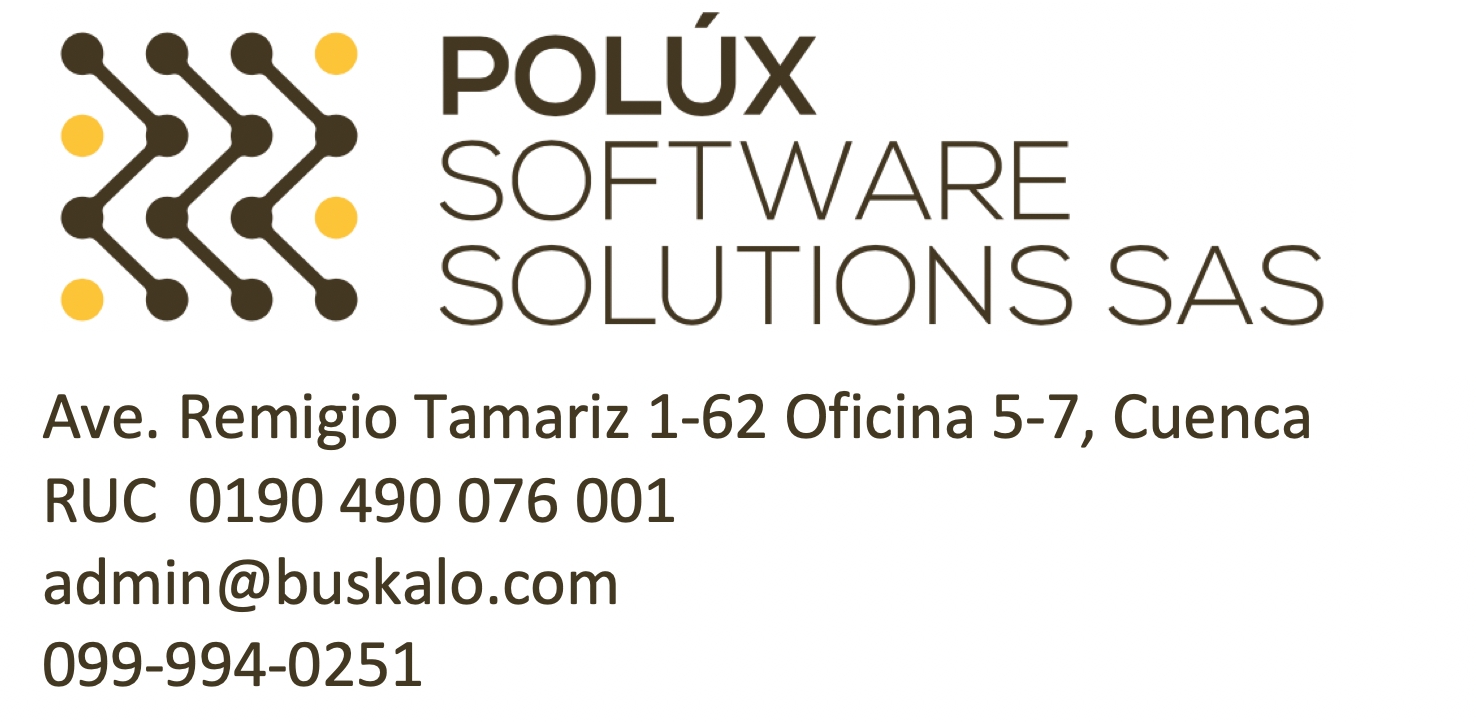 POLÚX
SOFTWARE
SOLUTIONS SAS
Ave. Remigio Tamariz 1-62 Oficina 5-7, Cuenca
RUC  0190 490 076 001
admin@buskalo.com
099-994-0251